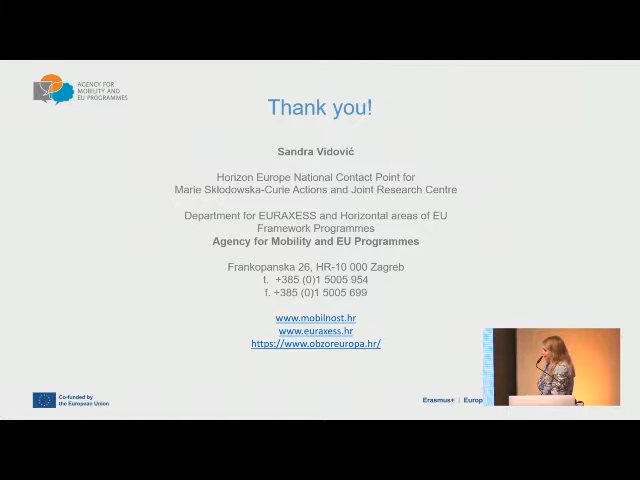 AGENCY FOR
MOBILITY AND
EU PROGRAMMES
Thank you!
Sandra Vidović
Horizon Europe National Contact Point for
Marie Skłodowska-Curie Actions and Joint Research Centre
Department for EURAXESS and Horizontal areas of EU
Framework Programmes
Agency for Mobility and EU Programmes
Frankopanska 26, HR-10 000 Zagreb
t. +385 (0)1 5005 954
f. +385 (0)1 5005 699
www.mobilnost.hr
www.euraxess.hr
https://www.obzoreuropa.hr/
Co-funded by
the European Union
Erasmus+ | Europ